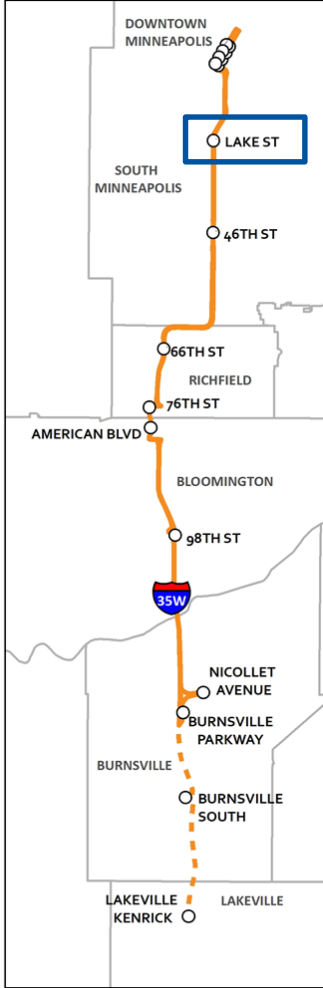 DOWNTOWN
MINNEAPOLIS
LAKE ST
SOUTH
MINNEAPOLIS
46TH ST
66TH ST
RICHFIELD
76TH ST
AMERICAN BLVD
BLOOMINGTON
98TH ST
35W
NICOLLET
AVENUE
BURNSVILLE
PARKWAY
BURNSVILLE
BURNSVILLE
SOUTH
LAKEVILLE
KENRICK
LAKEVILLE